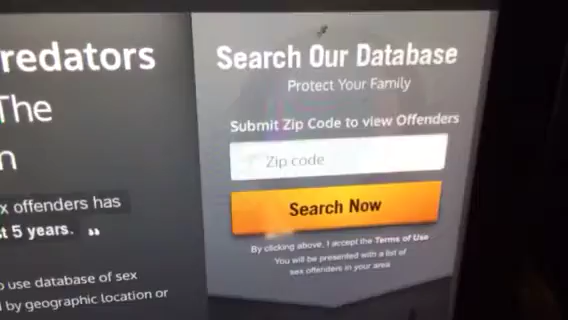 redators
The
n
x offenders has
t 5 years. „
o use database of sex
by geographic location or
Search Our Database
Protect Your Family
Submit Zip Code to view Offenders
Zip code
Search Now
By clicking above, I accept the Terms of Use
You will be presented with a list of
sex offenders in your area